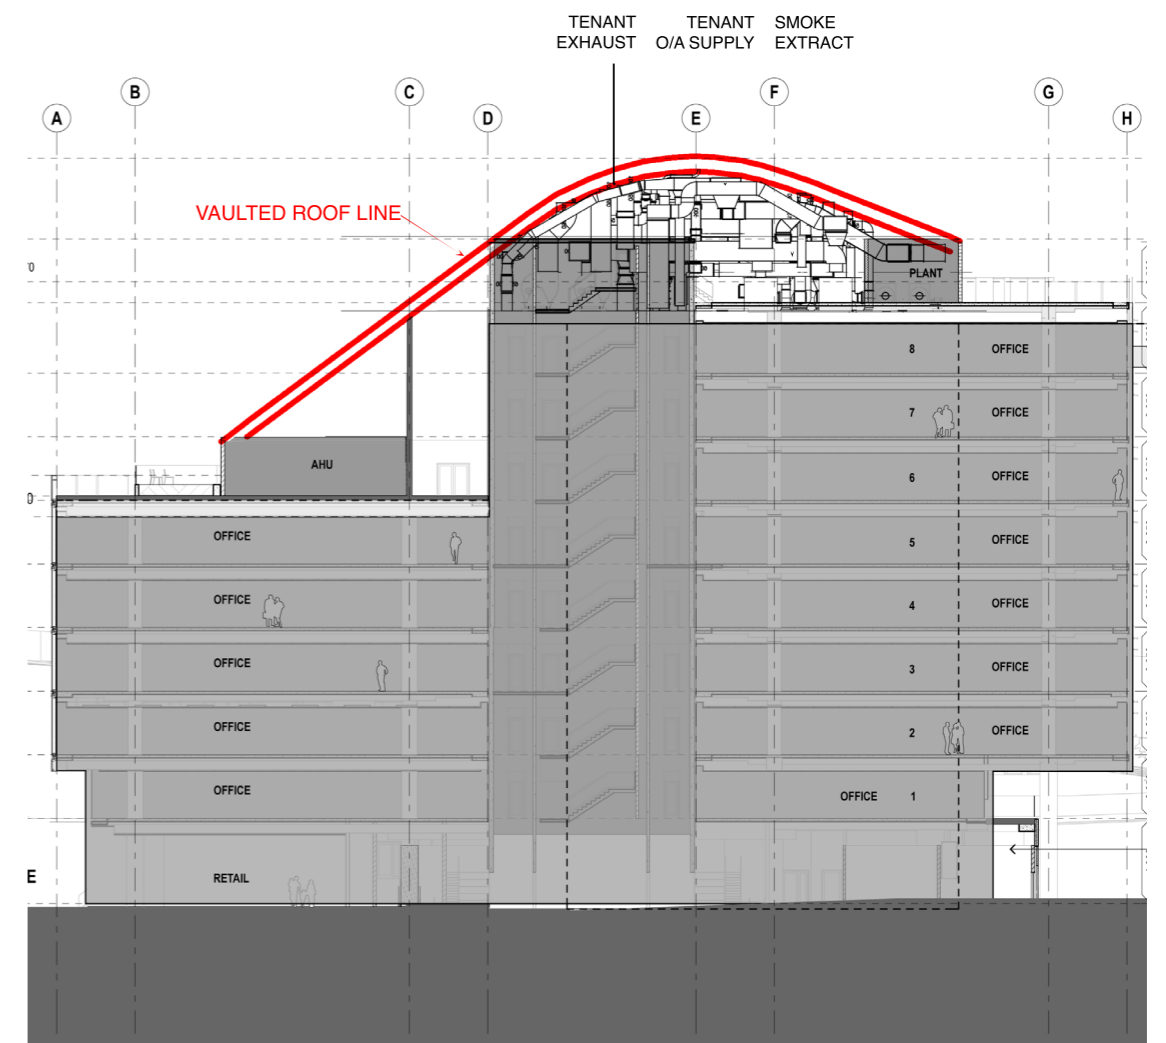 TENANT EXHAUST
TENANT O/A SUPPLY
SMOKE EXTRACT
B
C
F
G
A
D
E
H
VAULTED ROOF LINE
PLANT
8 OFFICE
7 OFFICE
AHU
6 OFFICE
OFFICE
5 OFFICE
OFFICE
4 OFFICE
OFFICE
3 OFFICE
OFFICE
2 OFFICE
OFFICE
OFFICE 1
RETAIL
E